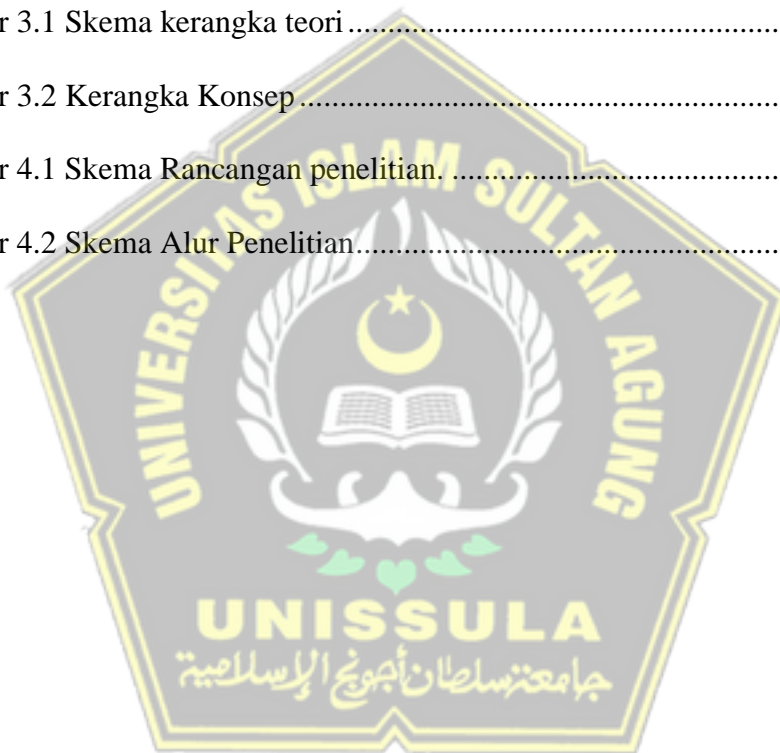 r 3.1 Skema kerangka teori
r 3.2 Kerangka Konsep
r 4.1 Skema Rancangan penelitian.
r 4.2 Skema Alur Penelitian
UNIVERSITAS ISLAM SULTAN AGUNG
UNISSULA
جامعة سلطان أجونج الإسلامية